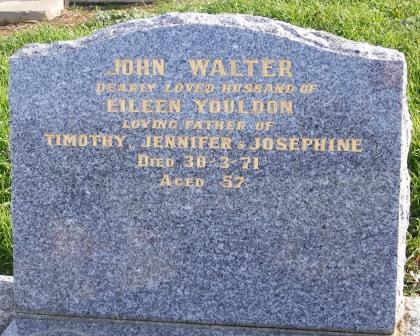 JOHN WALTER
DEARLY LOVED HUSBAND OF
EILEEN YOULDON
LOVING FATHER OF
TIMOTHY, JENNIFER & JOSEPHINE
DIED 30-3-71
AGED 57